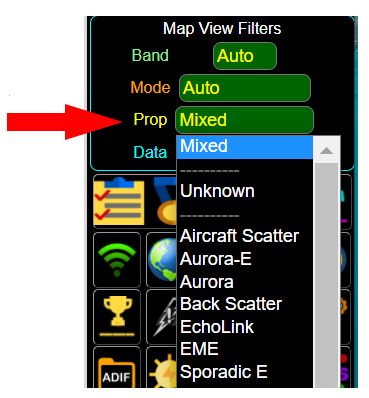 Map View Filters
Band Auto
Mode Auto
Prop Mixed
Data Mixed
----------
Unknown
----------
Aircraft Scatter
Aurora-E
Aurora
Back Scatter
EchoLink
EME
ADIF Sporadic E